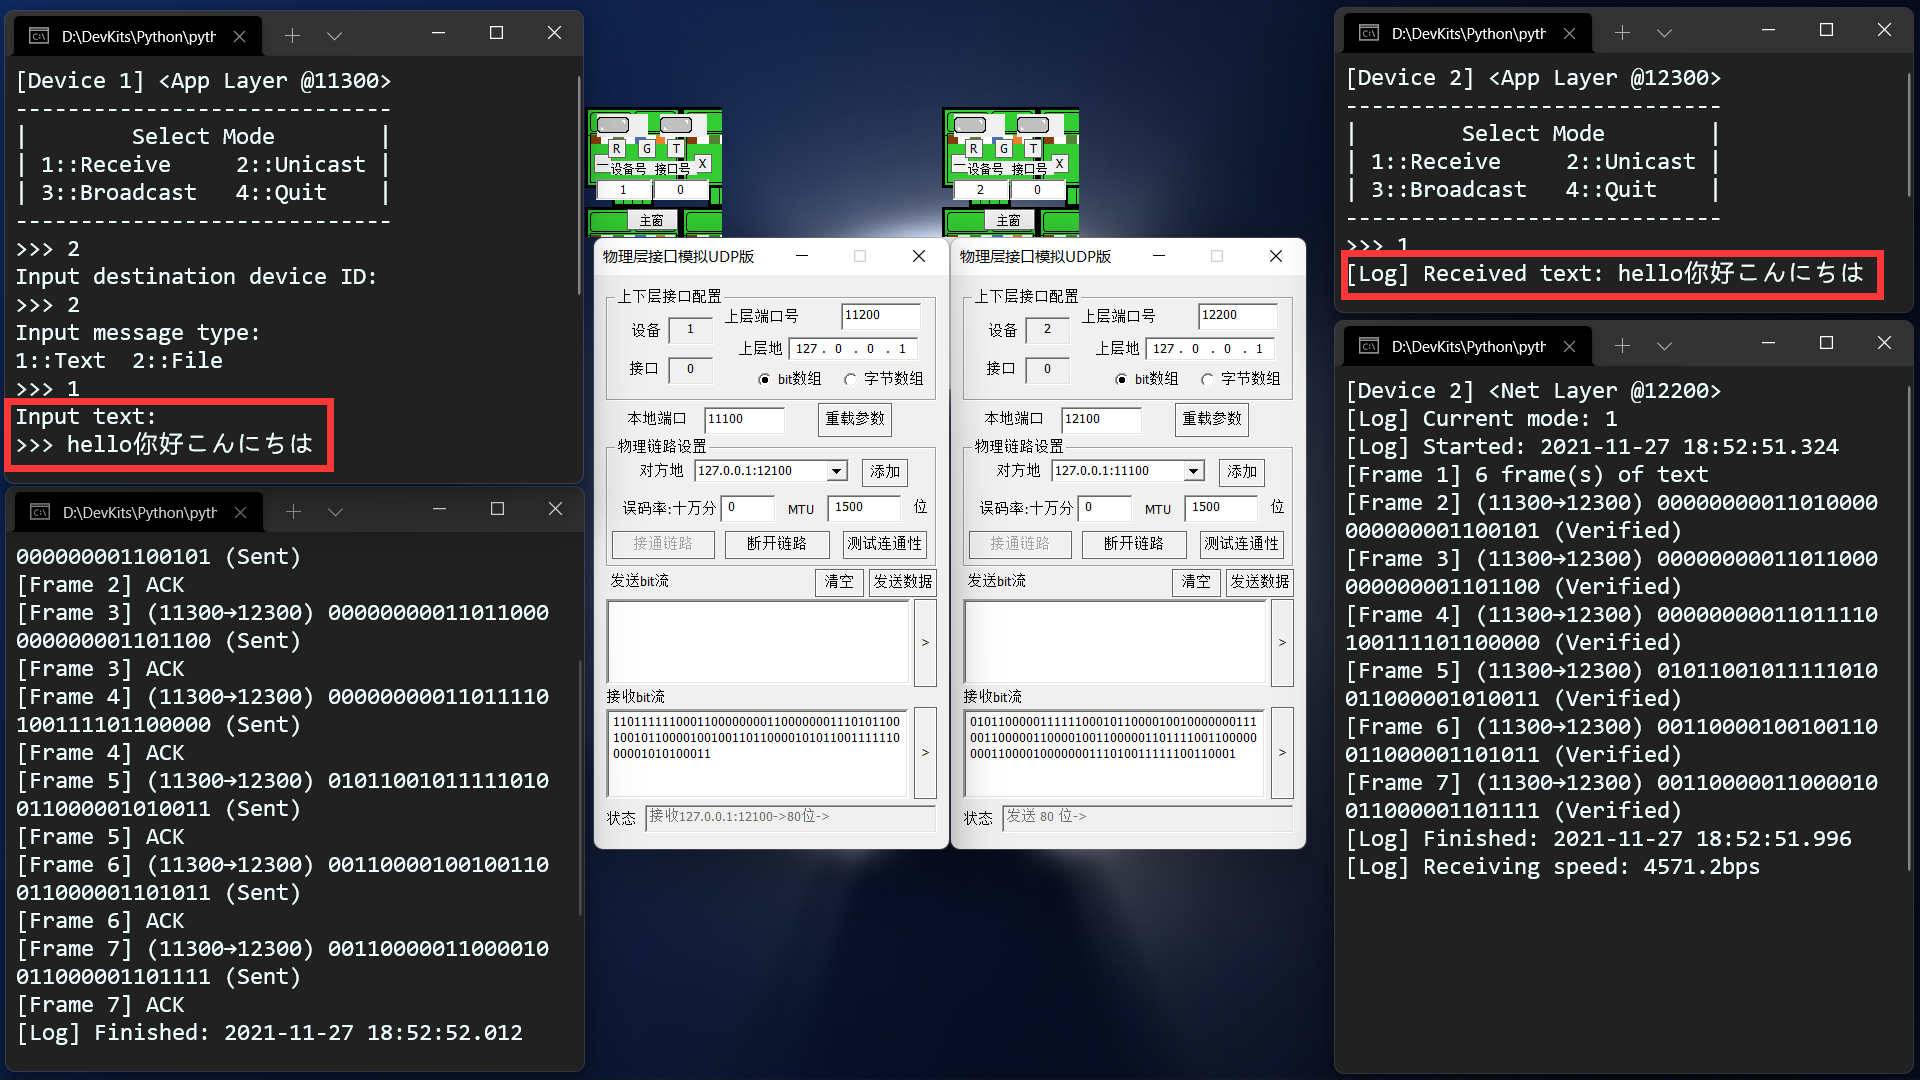 D:\DevKits\Python\pyth
[Device 1] <App Layer @11300>
-----------------------------
|        Select Mode        |
| 1::Receive     2::Unicast |
| 3::Broadcast   4::Quit    |
-----------------------------
>>> 2
Input destination device ID:
>>> 2
Input message type:
1::Text  2::File
>>> 1
Input text:
>>> hello你好こんにちは
D:\DevKits\Python\pyth
000000001100101 (Sent)
[Frame 2] ACK
[Frame 3] (11300→12300) 00000000011011000
000000001101100 (Sent)
[Frame 3] ACK
[Frame 4] (11300→12300) 00000000011011110
100111101100000 (Sent)
[Frame 4] ACK
[Frame 5] (11300→12300) 01011001011111010
011000001010011 (Sent)
[Frame 5] ACK
[Frame 6] (11300→12300) 00110000100100110
011000001101011 (Sent)
[Frame 6] ACK
[Frame 7] (11300→12300) 00110000011000010
011000001101111 (Sent)
[Frame 7] ACK
[Log] Finished: 2021-11-27 18:52:52.012
R G T
X
设备号 接口号
1 0
主窗
R G T
X
设备号 接口号
2 0
主窗
物理层接口模拟UDP版
上下层接口配置
设备 1 上层端口号 11200
上层地 127 . 0 . 0 . 1
接口 0
bit数组 字节数组
本地端口 11100 重载参数
物理链路设置
对方地 127.0.0.1:12100 添加
误码率:十万分 0 MTU 1500 位
接通链路 断开链路 测试连通性
发送bit流 清空 发送数据
>
接收bit流
11011111100011000000001100000001110101100
10010110000100100110110000101011001111110
0000101010011
>
状态 接收127.0.0.1:12100->80位->
物理层接口模拟UDP版
上下层接口配置
设备 2 上层端口号 12200
上层地 127 . 0 . 0 . 1
接口 0
bit数组 字节数组
本地端口 12100 重载参数
物理链路设置
对方地 127.0.0.1:11100 添加
误码率:十万分 0 MTU 1500 位
接通链路 断开链路 测试连通性
发送bit流 清空 发送数据
>
接收bit流
>
状态 发送 80 位->
D:\DevKits\Python\pyth
[Device 2] <App Layer @12300>
-----------------------------
|        Select Mode        |
| 1::Receive     2::Unicast |
| 3::Broadcast   4::Quit    |
-----------------------------
>>> 1
[Log] Received text: hello你好こんにちは
D:\DevKits\Python\pyth
[Device 2] <Net Layer @12200>
[Log] Current mode: 1
[Log] Started: 2021-11-27 18:52:51.324
[Frame 1] 6 frame(s) of text
[Frame 2] (11300→12300) 00000000011010000
000000001100101 (Verified)
[Frame 3] (11300→12300) 00000000011011000
000000001101100 (Verified)
[Frame 4] (11300→12300) 00000000011011110
100111101100000 (Verified)
[Frame 5] (11300→12300) 01011001011111010
011000001010011 (Verified)
[Frame 6] (11300→12300) 00110000100100110
011000001101011 (Verified)
[Frame 7] (11300→12300) 00110000011000010
011000001101111 (Verified)
[Log] Finished: 2021-11-27 18:52:51.996
[Log] Receiving speed: 4571.2bps